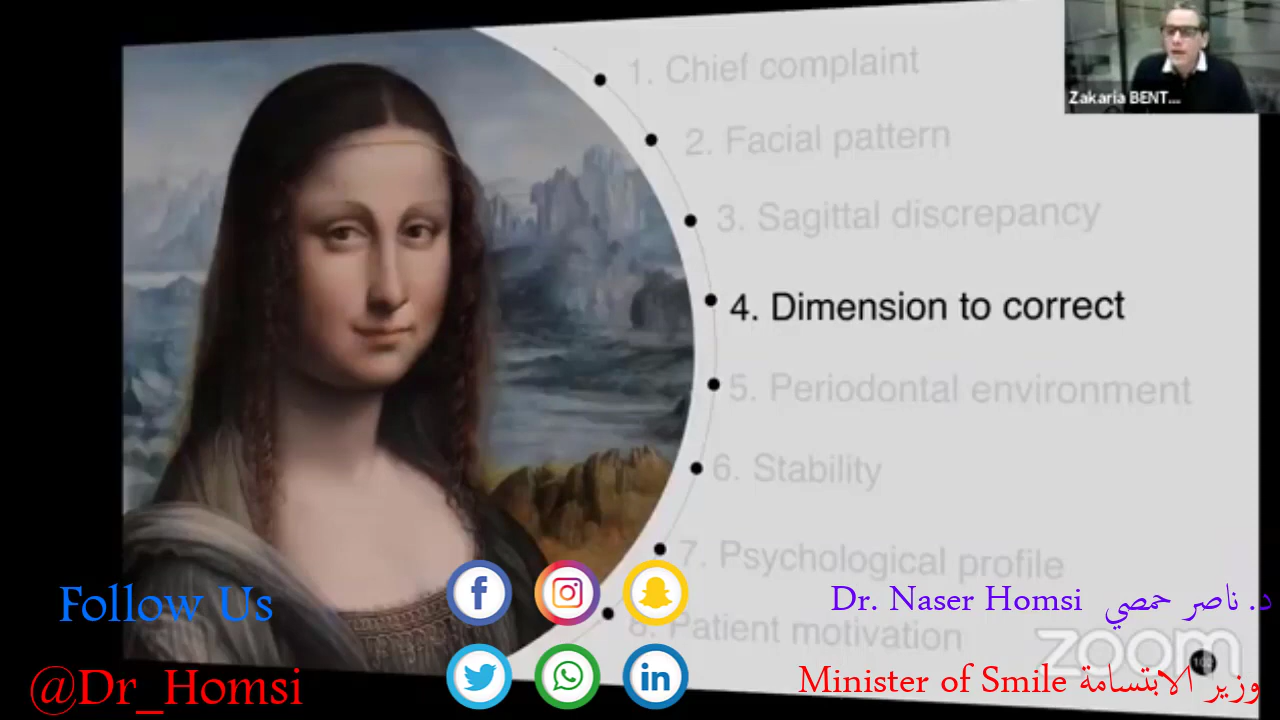 1. Chief complaint
Zakaria BENT...
2. Facial pattern
3. Sagittal discrepancy
4. Dimension to correct
5. Periodontal environment
6. Stability
7. Psychological profile
8. Patient motivation
Follow Us
@Dr_Homsi
Dr. Naser Homsi د. ناصر حمصي
Minister of Smile وزير الابتسامة
zoom